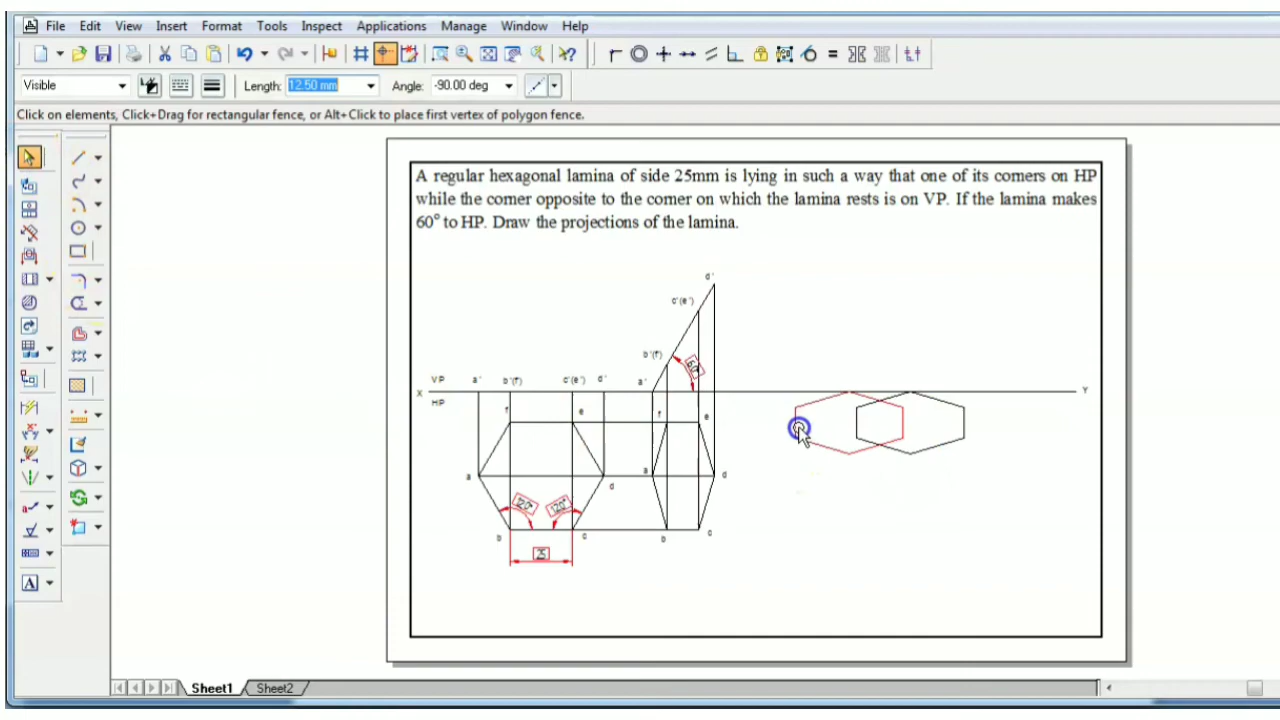 File Edit View Insert Format Tools Inspect Applications Manage Window Help
Visible Length: 12.50 mm Angle: -90.00 deg
Click on elements, Click+Drag for rectangular fence, or Alt+Click to place first vertex of polygon fence.
A regular hexagonal lamina of side 25mm is lying in such a way that one of its corners on HP
while the corner opposite to the corner on which the lamina rests is on VP. If the lamina makes
60° to HP. Draw the projections of the lamina.
d'
c'(e')
b'(f')
60°
VP a' b'(f') c'(e') d' a'
X Y
HP
f e f e
a d a d
120° 120°
b c b c
25
A
Sheet1 Sheet2